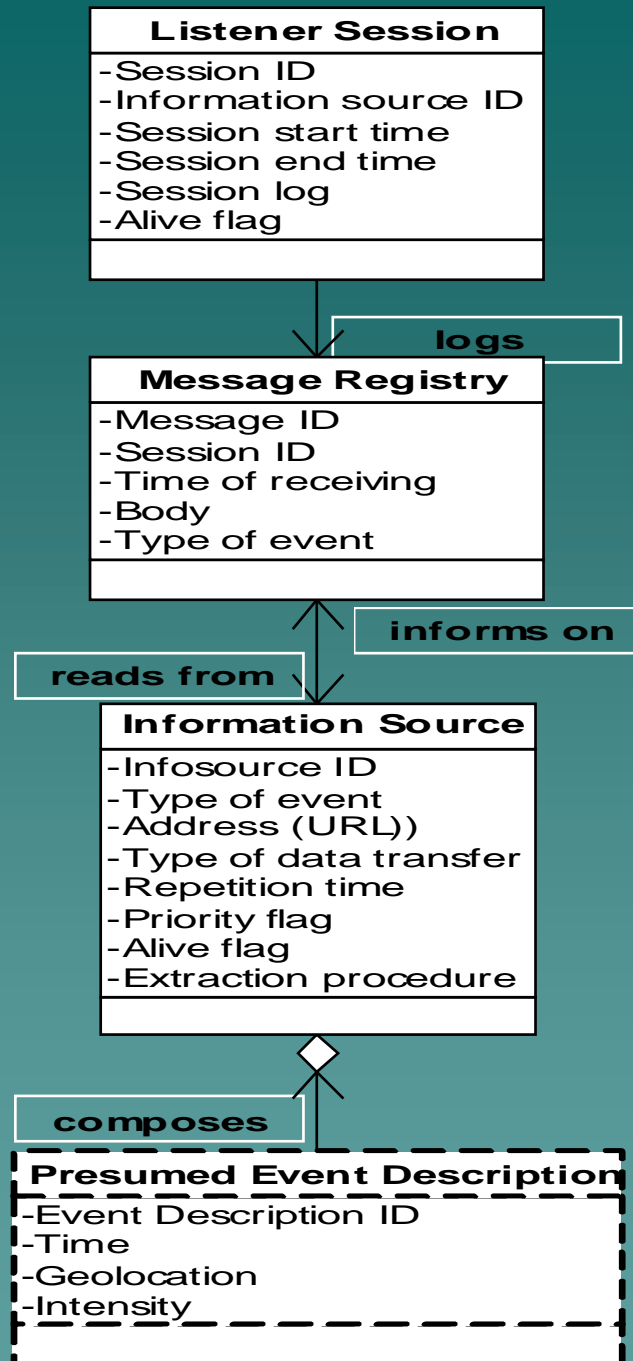 Listener Session
-Session ID
-Information source ID
-Session start time
-Session end time
-Session log
-Alive flag
logs
Message Registry
-Message ID
-Session ID
-Time of receiving
-Body
-Type of event
informs on
reads from
Information Source
-Infosource ID
-Type of event
-Address (URL))
-Type of data transfer
-Repetition time
-Priority flag
-Alive flag
-Extraction procedure
composes
Presumed Event Description
-Event Description ID
-Time
-Geolocation
-Intensity